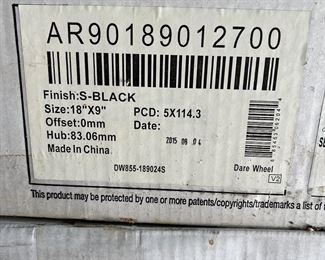 AR90189012700
Finish:S-BLACK
Size:18"X9" PCD: 5X114.3
Offset:0mm Date:
Hub:83.06mm 2015 08 04
Made In China.
DW855-189024S Dare Wheel
V2
This product may be protected by one or more patents/copyrights/trademarks a list of